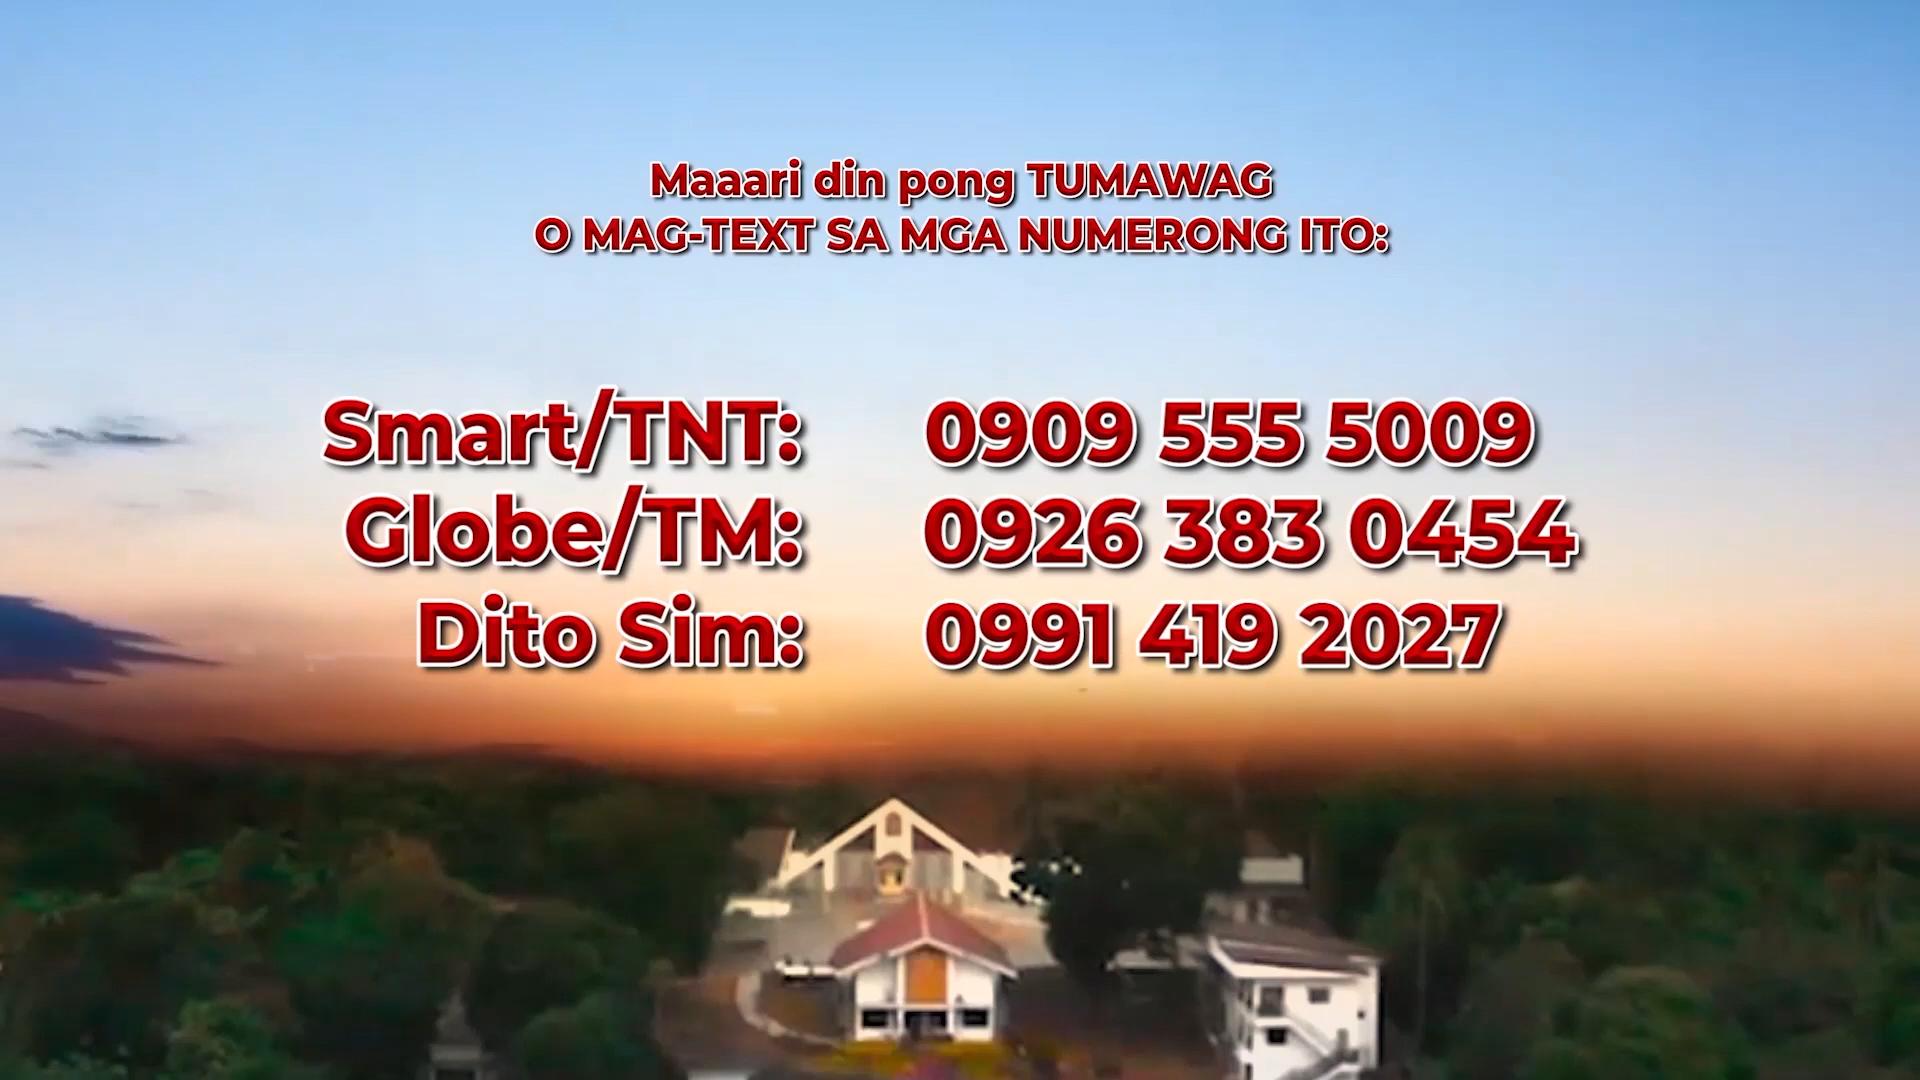 Maaari din pong TUMAWAG
O MAG-TEXT SA MGA NUMERONG ITO:
Smart/TNT: 0909 555 5009
Globe/TM: 0926 383 0454
Dito Sim: 0991 419 2027